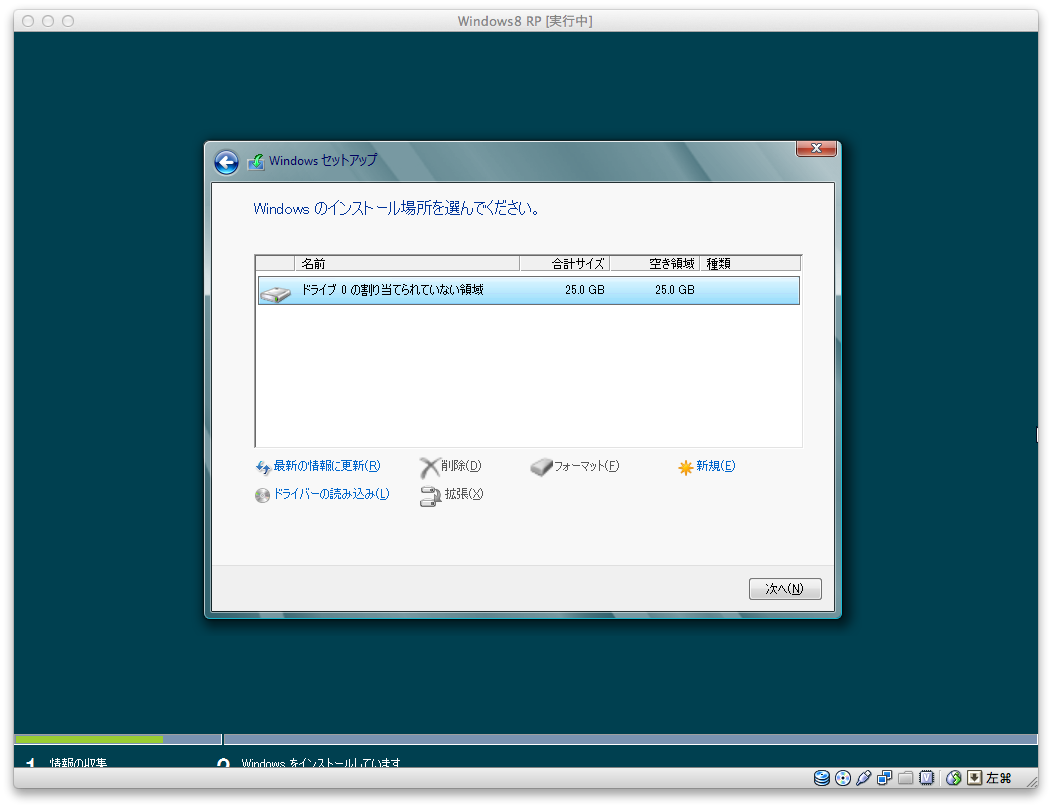 Windows8 RP [実行中]
Windows セットアップ
Windows のインストール場所を選んでください。
名前 合計サイズ 空き領域 種類
ドライブ 0 の割り当てられていない領域 25.0 GB 25.0 GB
最新の情報に更新(R) 削除(D) フォーマット(F) 新規(E)
ドライバーの読み込み(L) 拡張(X)
次へ(N)
1 情報の収集 2 Windows をインストールしています
左⌘